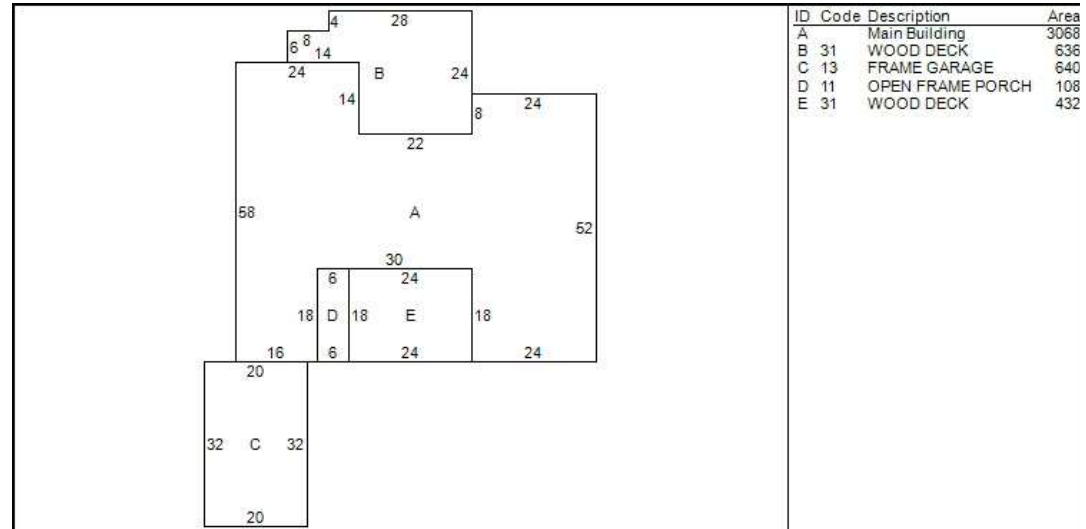 4 28
6 8
14
24 B 24
14
8 24
22
58 A
52
30
6 24
18 D 18 E 18
16 6 24 24
20
32 C 32
20
ID Code Description Area
A Main Building 3068
B 31 WOOD DECK 636
C 13 FRAME GARAGE 640
D 11 OPEN FRAME PORCH 108
E 31 WOOD DECK 432